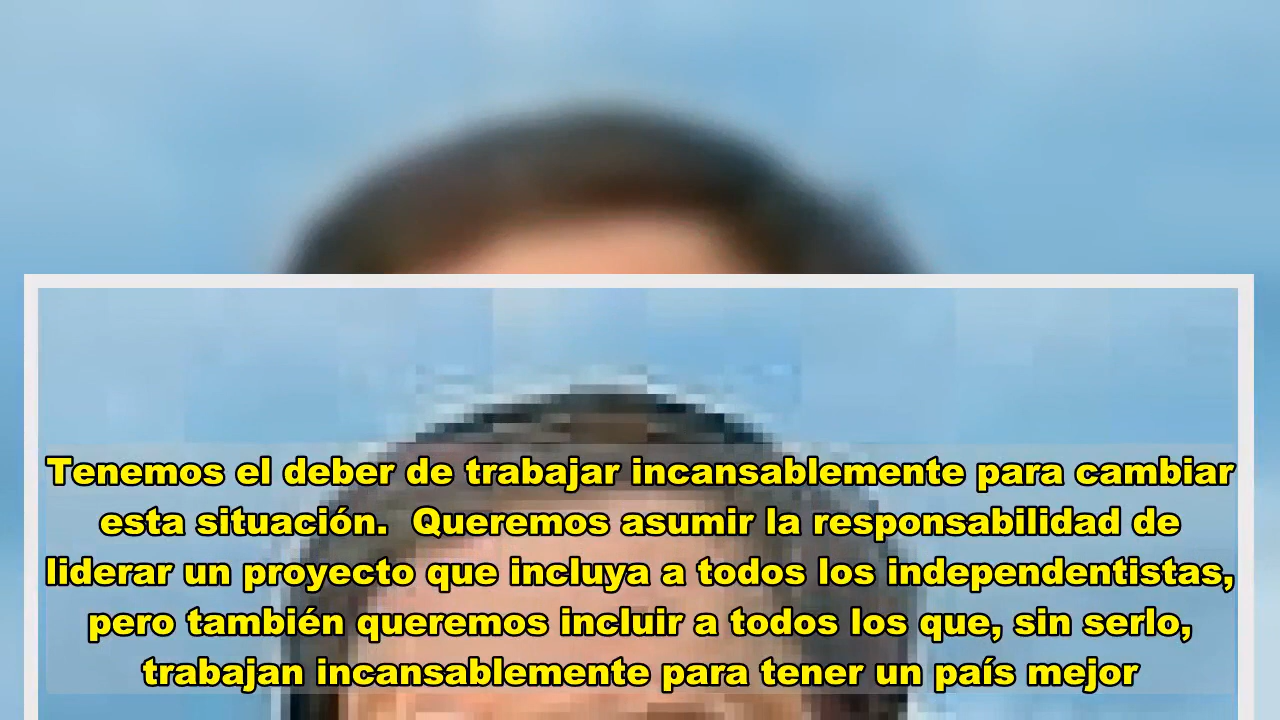 Tenemos el deber de trabajar incansablemente para cambiar
esta situación.  Queremos asumir la responsabilidad de
liderar un proyecto que incluya a todos los independentistas,
pero también queremos incluir a todos los que, sin serlo,
trabajan incansablemente para tener un país mejor